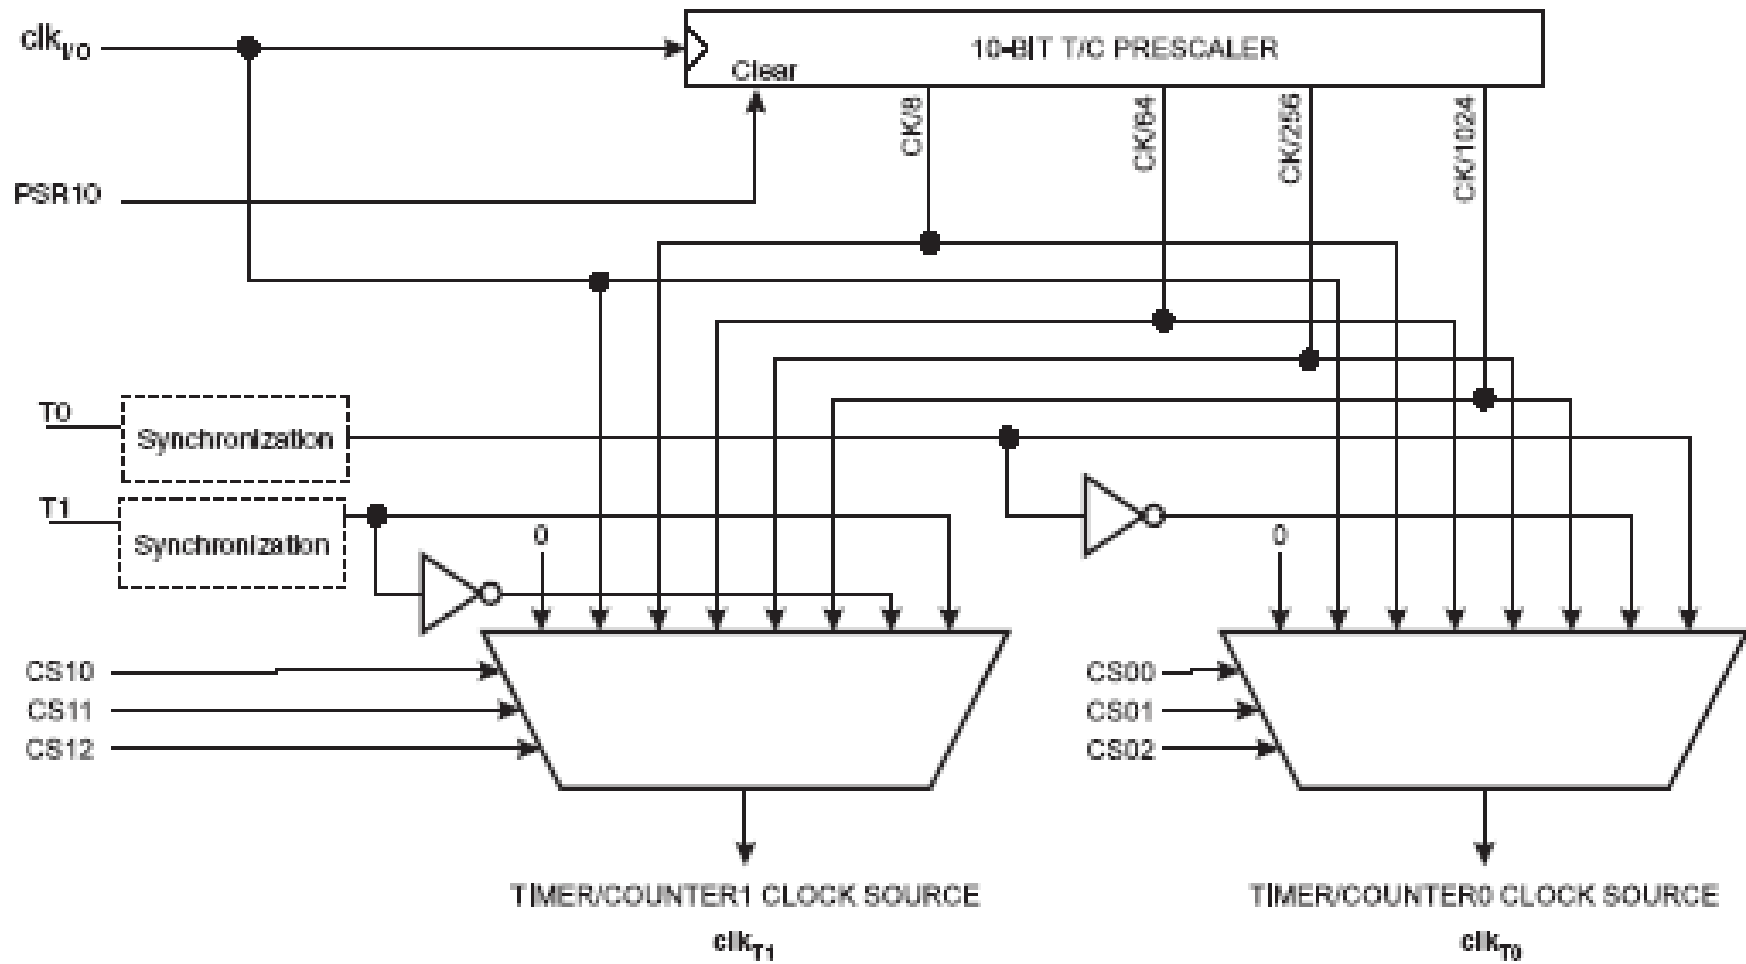 clkI/O
10-BIT T/C PRESCALER
Clear
CK/8
CK/64
CK/256
CK/1024
PSR10
T0
Synchronization
T1
Synchronization
0
0
CS10
CS11
CS12
CS00
CS01
CS02
TIMER/COUNTER1 CLOCK SOURCE
clkT1
TIMER/COUNTER0 CLOCK SOURCE
clkT0